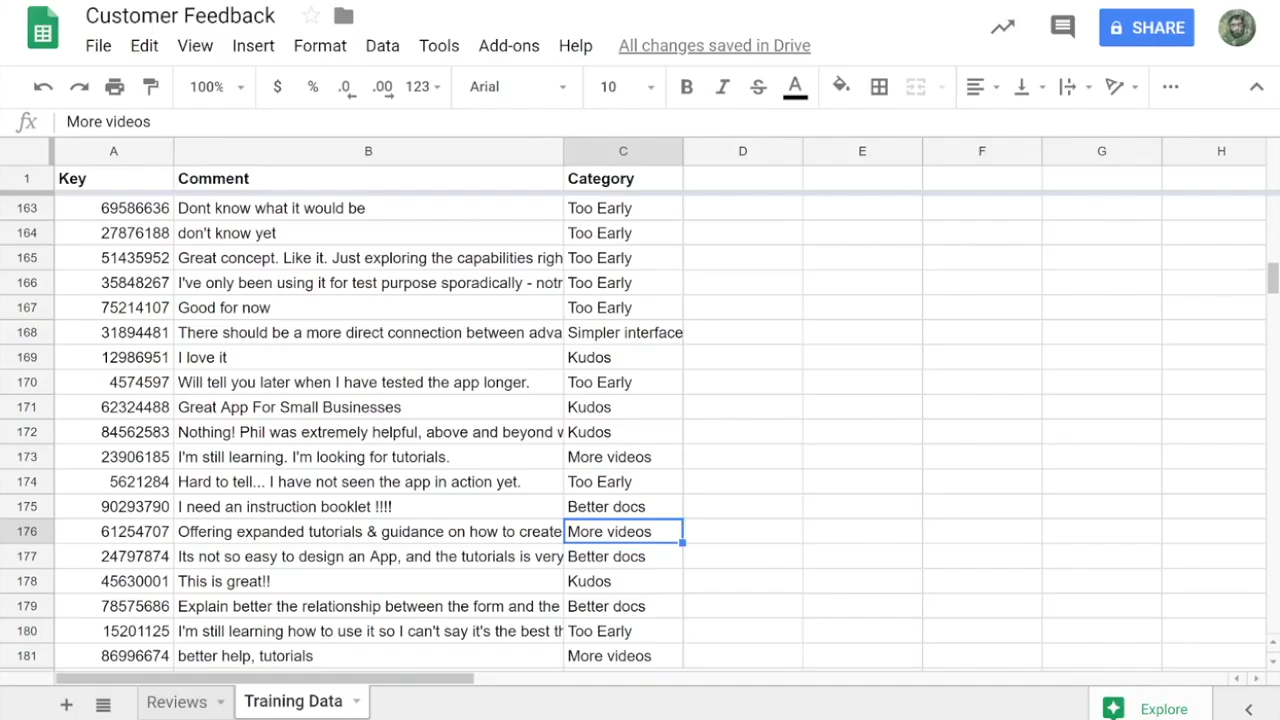 Customer Feedback
File Edit View Insert Format Data Tools Add-ons Help All changes saved in Drive
SHARE
100% $ % .0 .00 123 Arial 10 B I S A ...
fx More videos
A B C D E F G H
1 Key Comment Category
163 69586636 Dont know what it would be Too Early
164 27876188 don't know yet Too Early
165 51435952 Great concept. Like it. Just exploring the capabilities righ Too Early
166 35848267 I've only been using it for test purpose sporadically - notr Too Early
167 75214107 Good for now Too Early
168 31894481 There should be a more direct connection between adva Simpler interface
169 12986951 I love it Kudos
170 4574597 Will tell you later when I have tested the app longer. Too Early
171 62324488 Great App For Small Businesses Kudos
172 84562583 Nothing! Phil was extremely helpful, above and beyond w Kudos
173 23906185 I'm still learning. I'm looking for tutorials. More videos
174 5621284 Hard to tell... I have not seen the app in action yet. Too Early
175 90293790 I need an instruction booklet !!!! Better docs
176 61254707 Offering expanded tutorials & guidance on how to create More videos
177 24797874 Its not so easy to design an App, and the tutorials is very Better docs
178 45630001 This is great!! Kudos
179 78575686 Explain better the relationship between the form and the Better docs
180 15201125 I'm still learning how to use it so I can't say it's the best th Too Early
181 86996674 better help, tutorials More videos
Reviews Training Data Explore